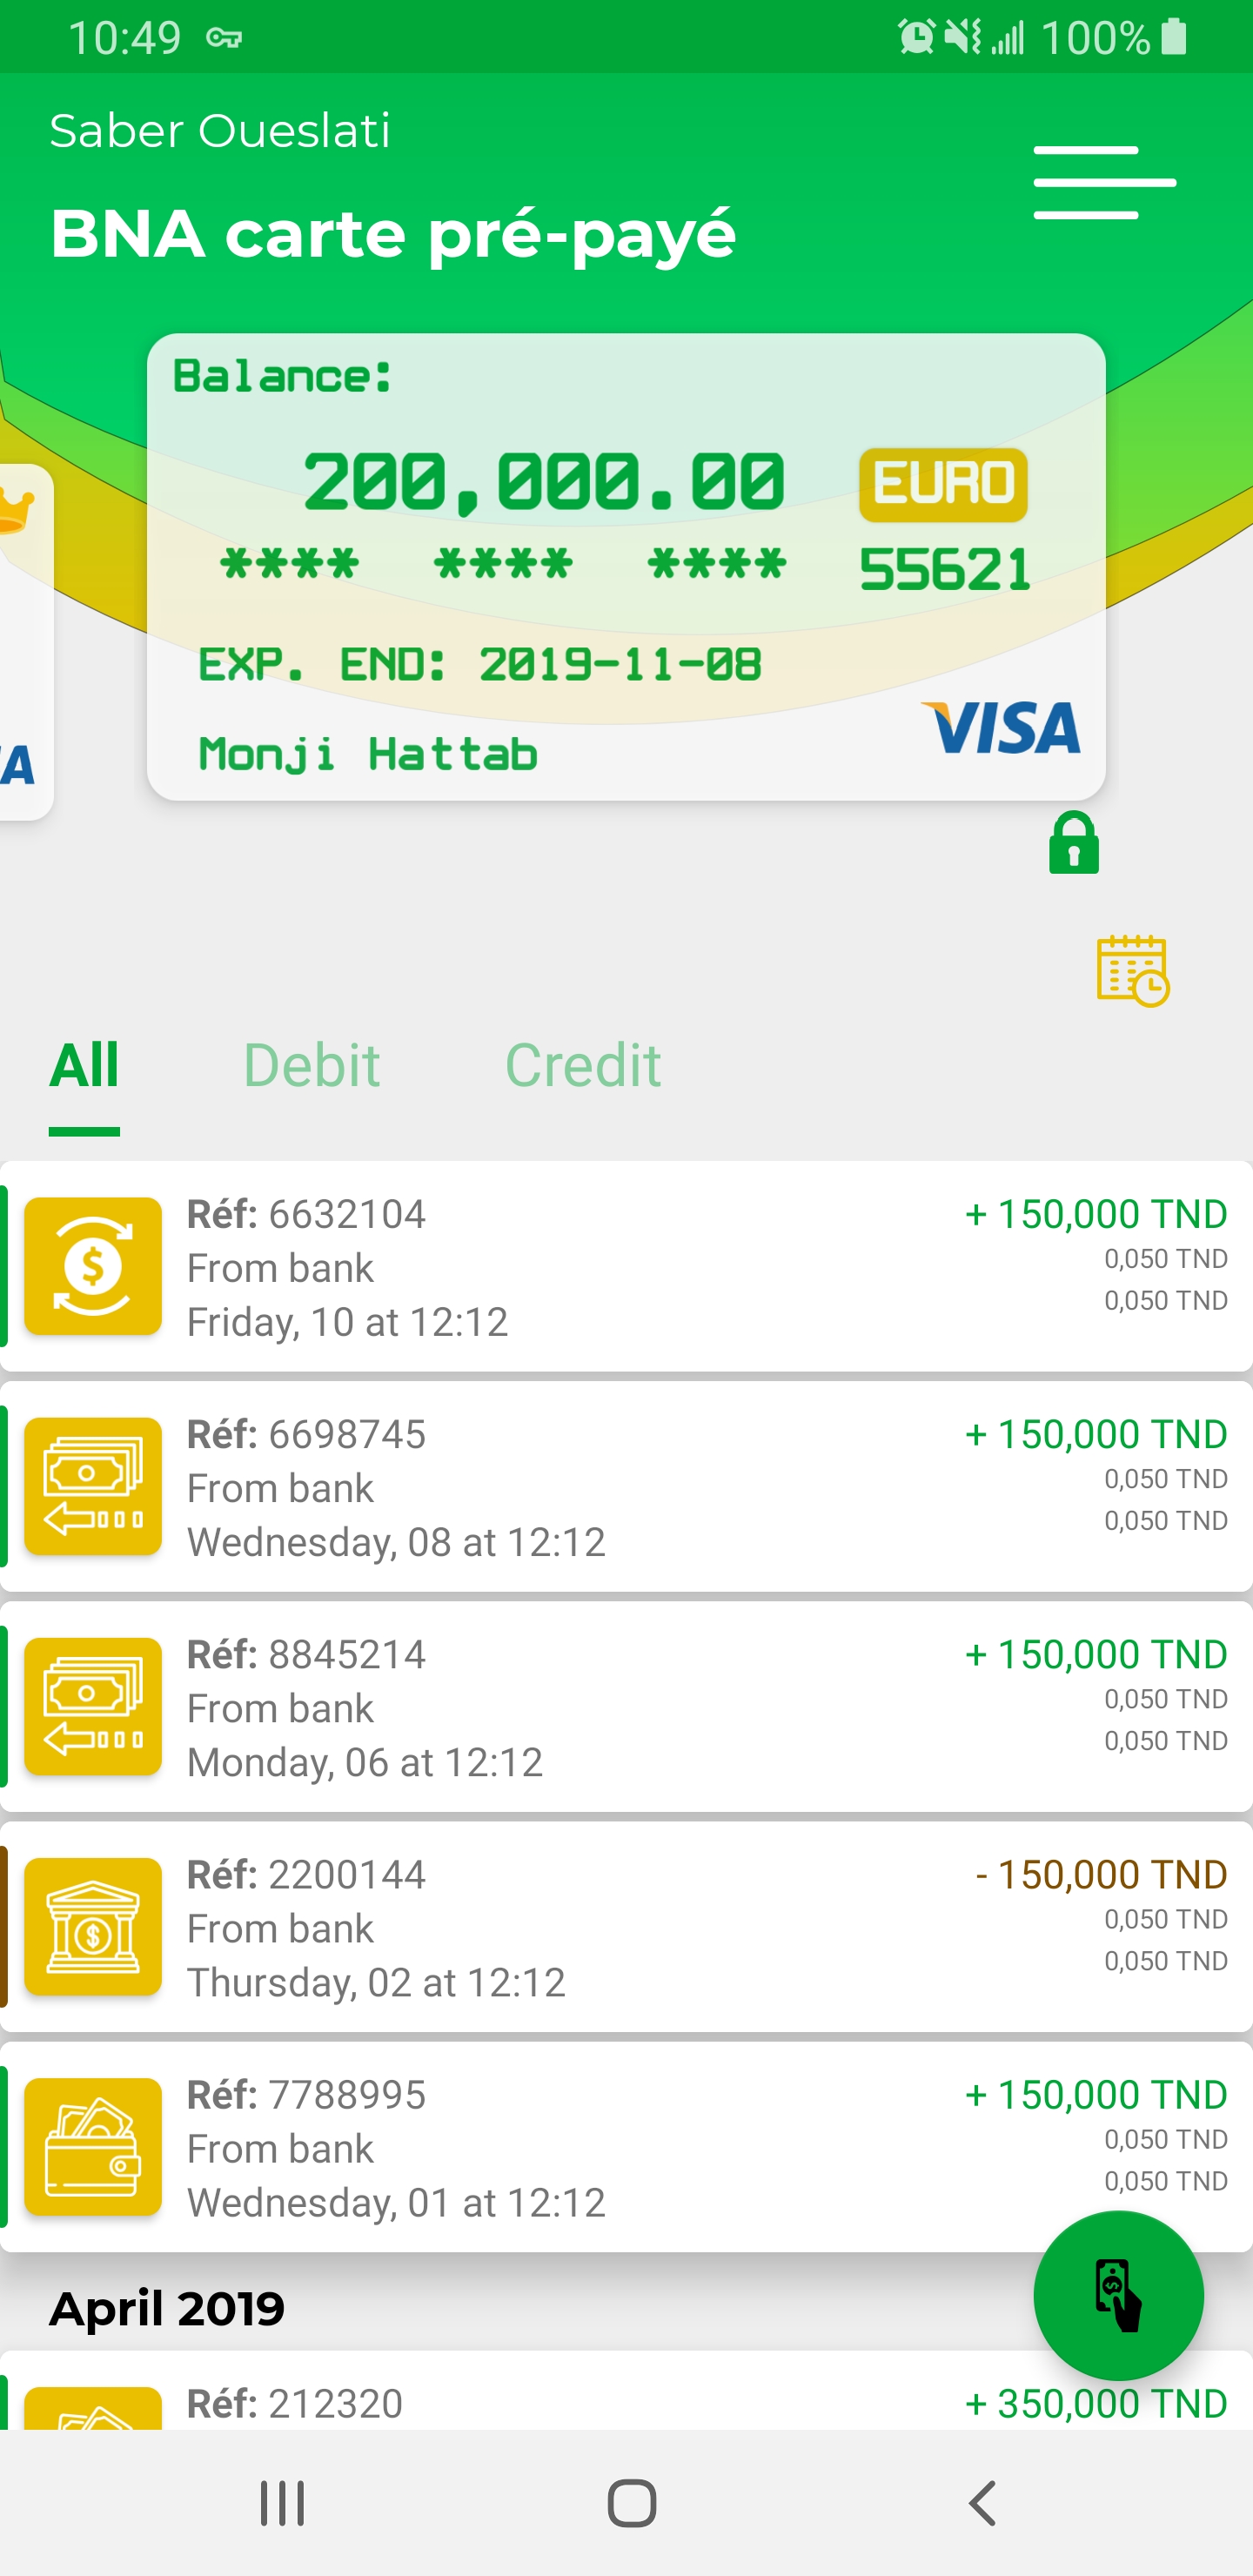 10:49
100%
Saber Oueslati
BNA carte pré-payé
Balance:
200,000.00 EURO
**** **** **** 55621
EXP. END: 2019-11-08
VISA
Monji Hattab
A
All Debit Credit
Réf: 6632104 + 150,000 TND
From bank 0,050 TND
Friday, 10 at 12:12 0,050 TND
Réf: 6698745 + 150,000 TND
From bank 0,050 TND
Wednesday, 08 at 12:12 0,050 TND
Réf: 8845214 + 150,000 TND
From bank 0,050 TND
Monday, 06 at 12:12 0,050 TND
Réf: 2200144 - 150,000 TND
From bank 0,050 TND
Thursday, 02 at 12:12 0,050 TND
Réf: 7788995 + 150,000 TND
From bank 0,050 TND
Wednesday, 01 at 12:12 0,050 TND
April 2019
Réf: 212320 + 350,000 TND